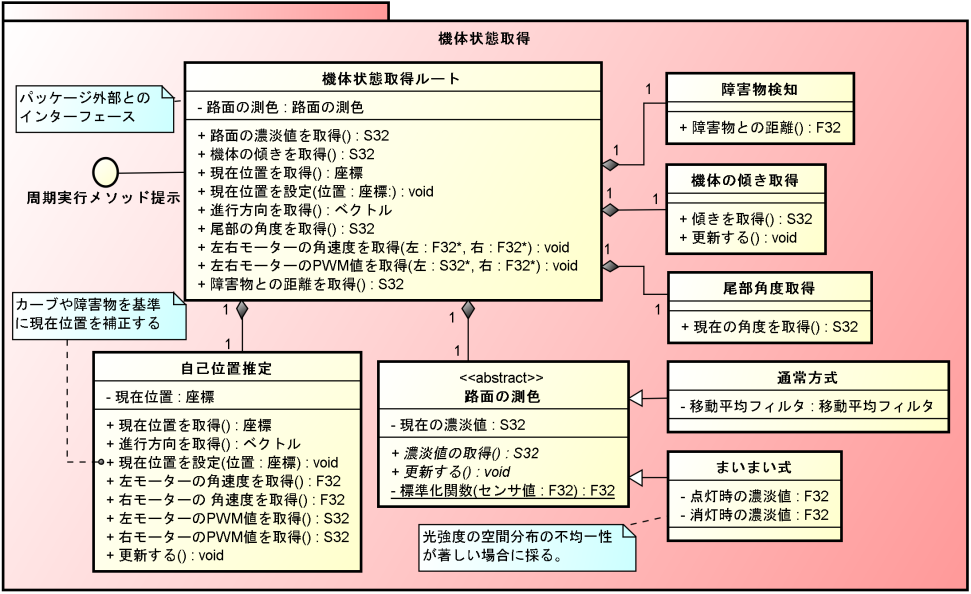 機体状態取得
機体状態取得ルート
- 路面の測色 : 路面の測色
+ 路面の濃淡値を取得() : S32
+ 機体の傾きを取得() : S32
+ 現在位置を取得() : 座標
+ 現在位置を設定(位置 : 座標:) : void
+ 進行方向を取得() : ベクトル
+ 尾部の角度を取得() : S32
+ 左右モーターの角速度を取得(左 : F32*, 右 : F32*) : void
+ 左右モーターのPWM値を取得(左 : S32*, 右 : F32*) : void
+ 障害物との距離を取得() : S32
パッケージ外部との
インターフェース
周期実行メソッド提示
1
障害物検知
+ 障害物との距離() : F32
1
1
機体の傾き取得
+ 傾きを取得() : S32
+ 更新する() : void
1
1
尾部角度取得
+ 現在の角度を取得() : S32
1
カーブや障害物を基準
に現在位置を補正する
1
1
自己位置推定
- 現在位置 : 座標
+ 現在位置を取得() : 座標
+ 進行方向を取得() : ベクトル
+ 現在位置を設定(位置 : 座標) : void
+ 左モーターの角速度を取得() : F32
+ 右モーターの 角速度を取得() : F32
+ 左モーターのPWM値を取得() : S32
+ 右モーターのPWM値を取得() : S32
+ 更新する() : void
1
1
<<abstract>>
路面の測色
- 現在の濃淡値 : S32
+ 濃淡値の取得() : S32
+ 更新する() : void
- 標準化関数(センサ値 : F32) : F32
通常方式
- 移動平均フィルタ : 移動平均フィルタ
まいまい式
- 点灯時の濃淡値 : F32
- 消灯時の濃淡値 : F32
光強度の空間分布の不均一性
が著しい場合に採る。